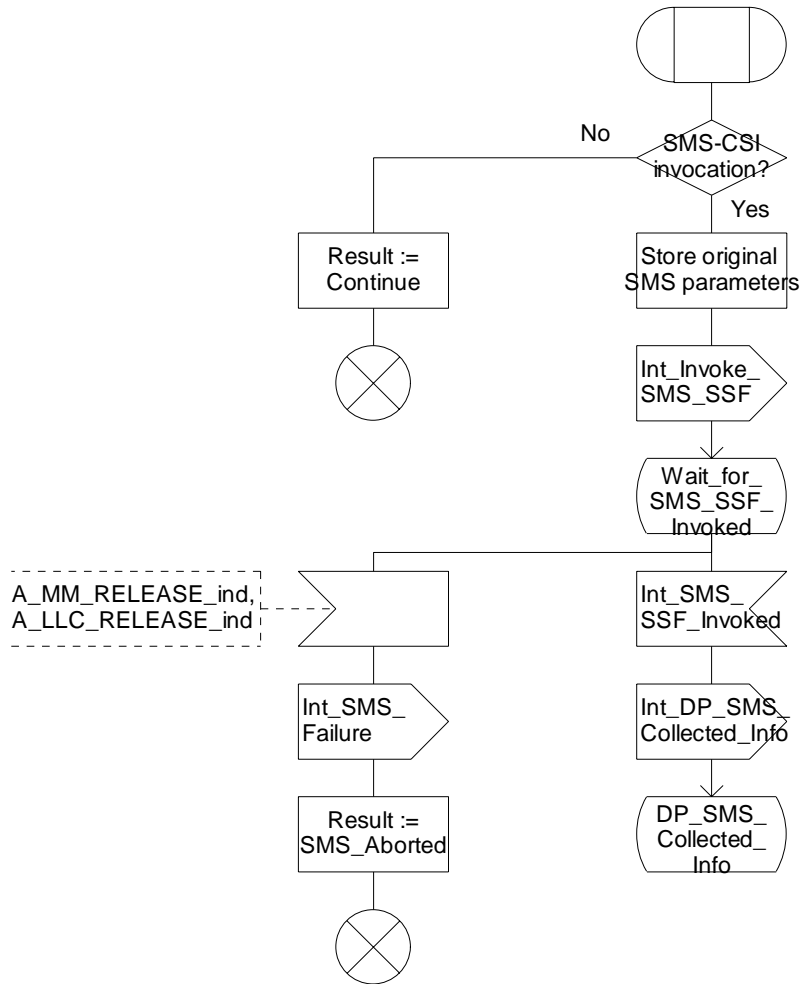 No
SMS-CSI
invocation?
Yes
Result :=
Continue
Store original
SMS parameters
Int_Invoke_
SMS_SSF
Wait_for_
SMS_SSF_
Invoked
A_MM_RELEASE_ind,
A_LLC_RELEASE_ind
Int_SMS_
SSF_Invoked
Int_SMS_
Failure
Int_DP_SMS_
Collected_Info
Result :=
SMS_Aborted
DP_SMS_
Collected_
Info